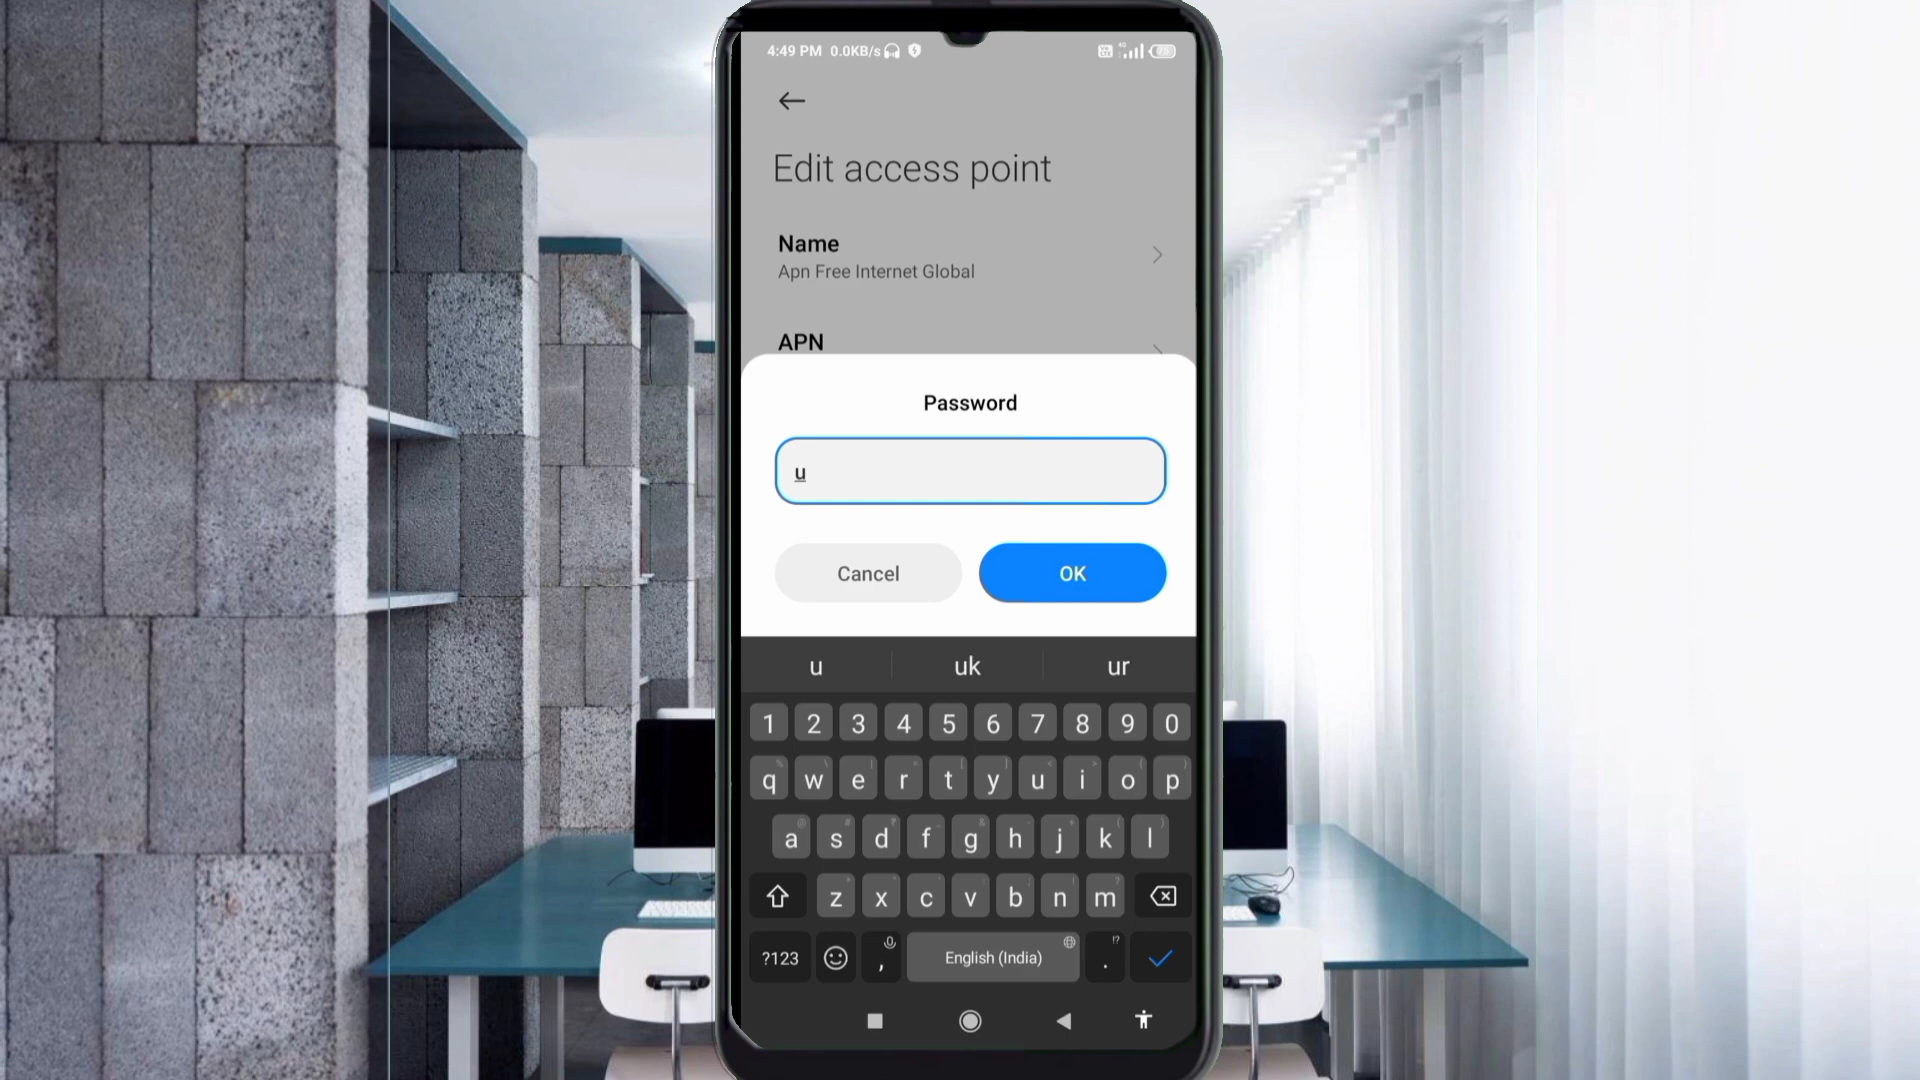 4:49 PM 0.0KB/s
Edit access point
Name
Apn Free Internet Global
APN
Password
u
Cancel OK
u uk ur
1 2 3 4 5 6 7 8 9 0
q w e r t y u i o p
a s d f g h j k l
z x c v b n m
?123 , English (India) .